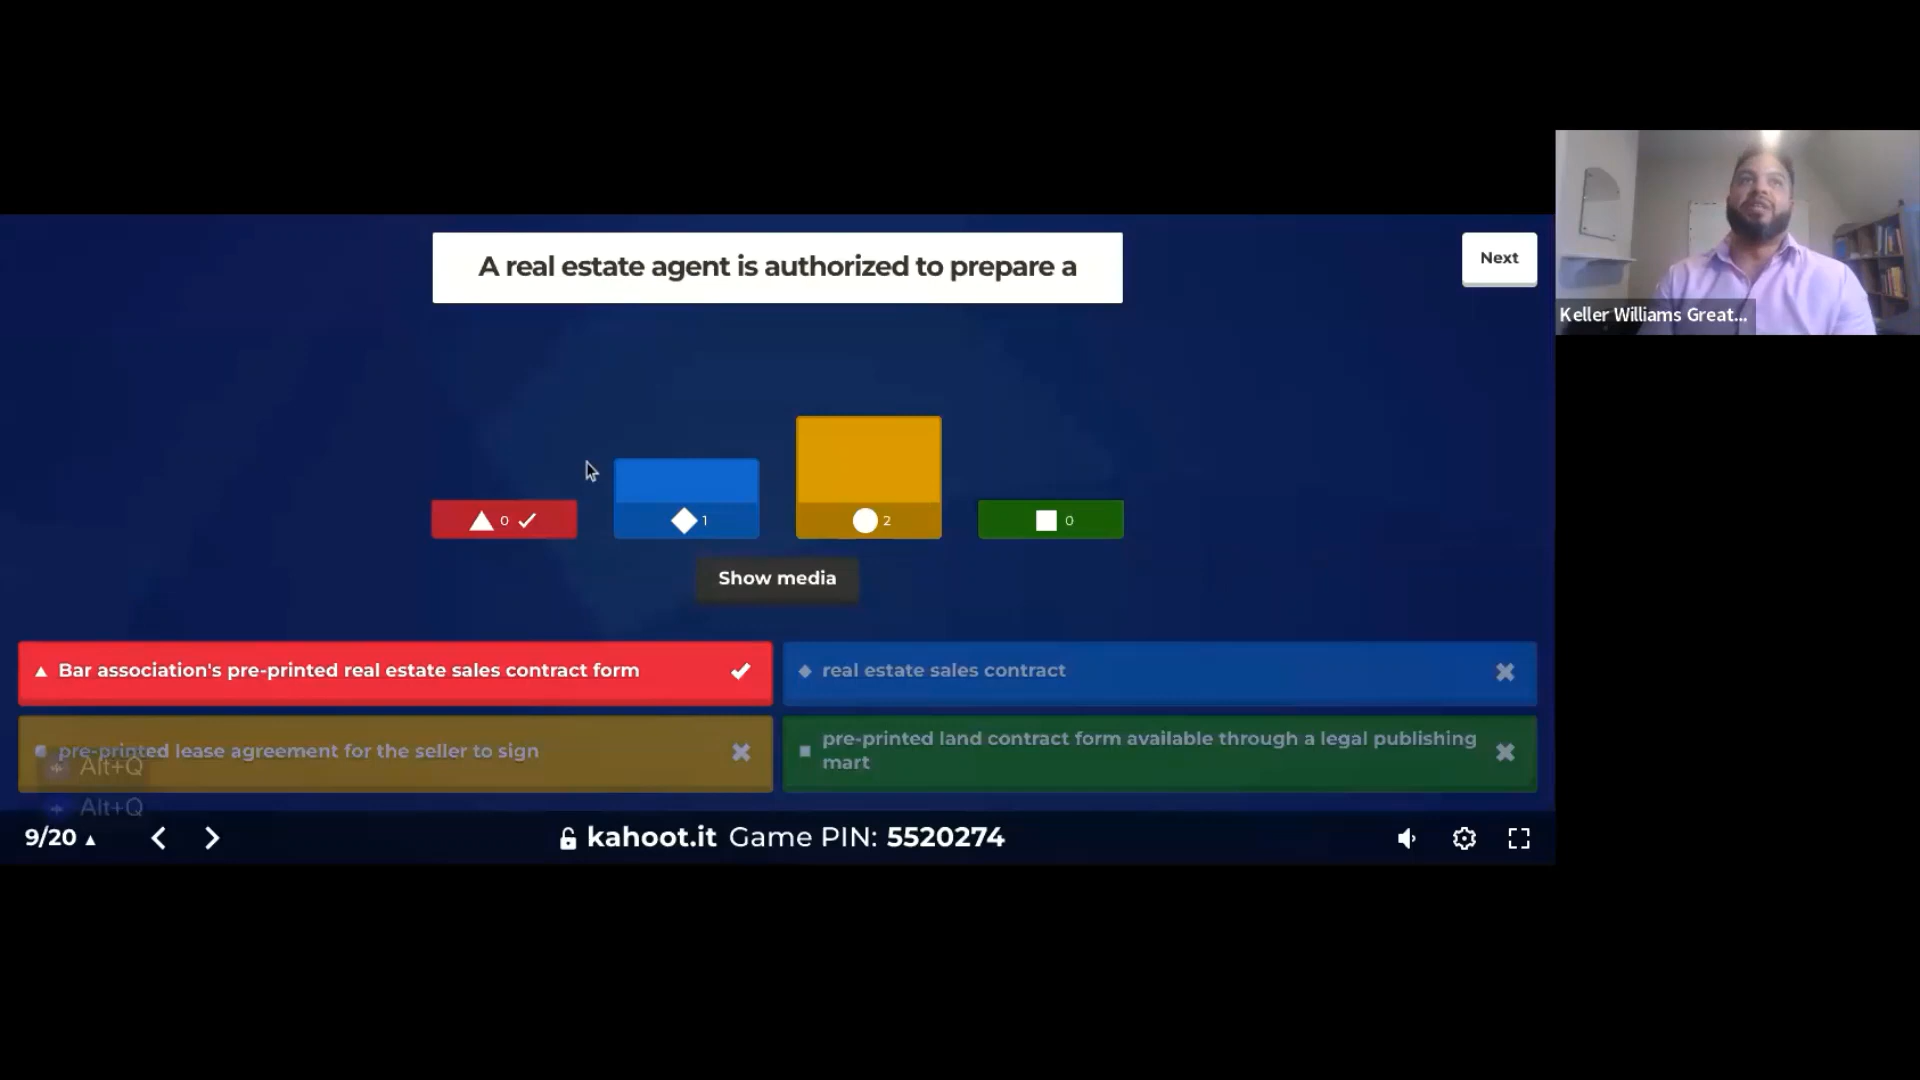 A real estate agent is authorized to prepare a
Next
Keller Williams Great...
0
1
2
0
Show media
Bar association's pre-printed real estate sales contract form
real estate sales contract
pre-printed lease agreement for the seller to sign
pre-printed land contract form available through a legal publishing
mart
Alt+Q
Alt+Q
9/20
kahoot.it Game PIN: 5520274